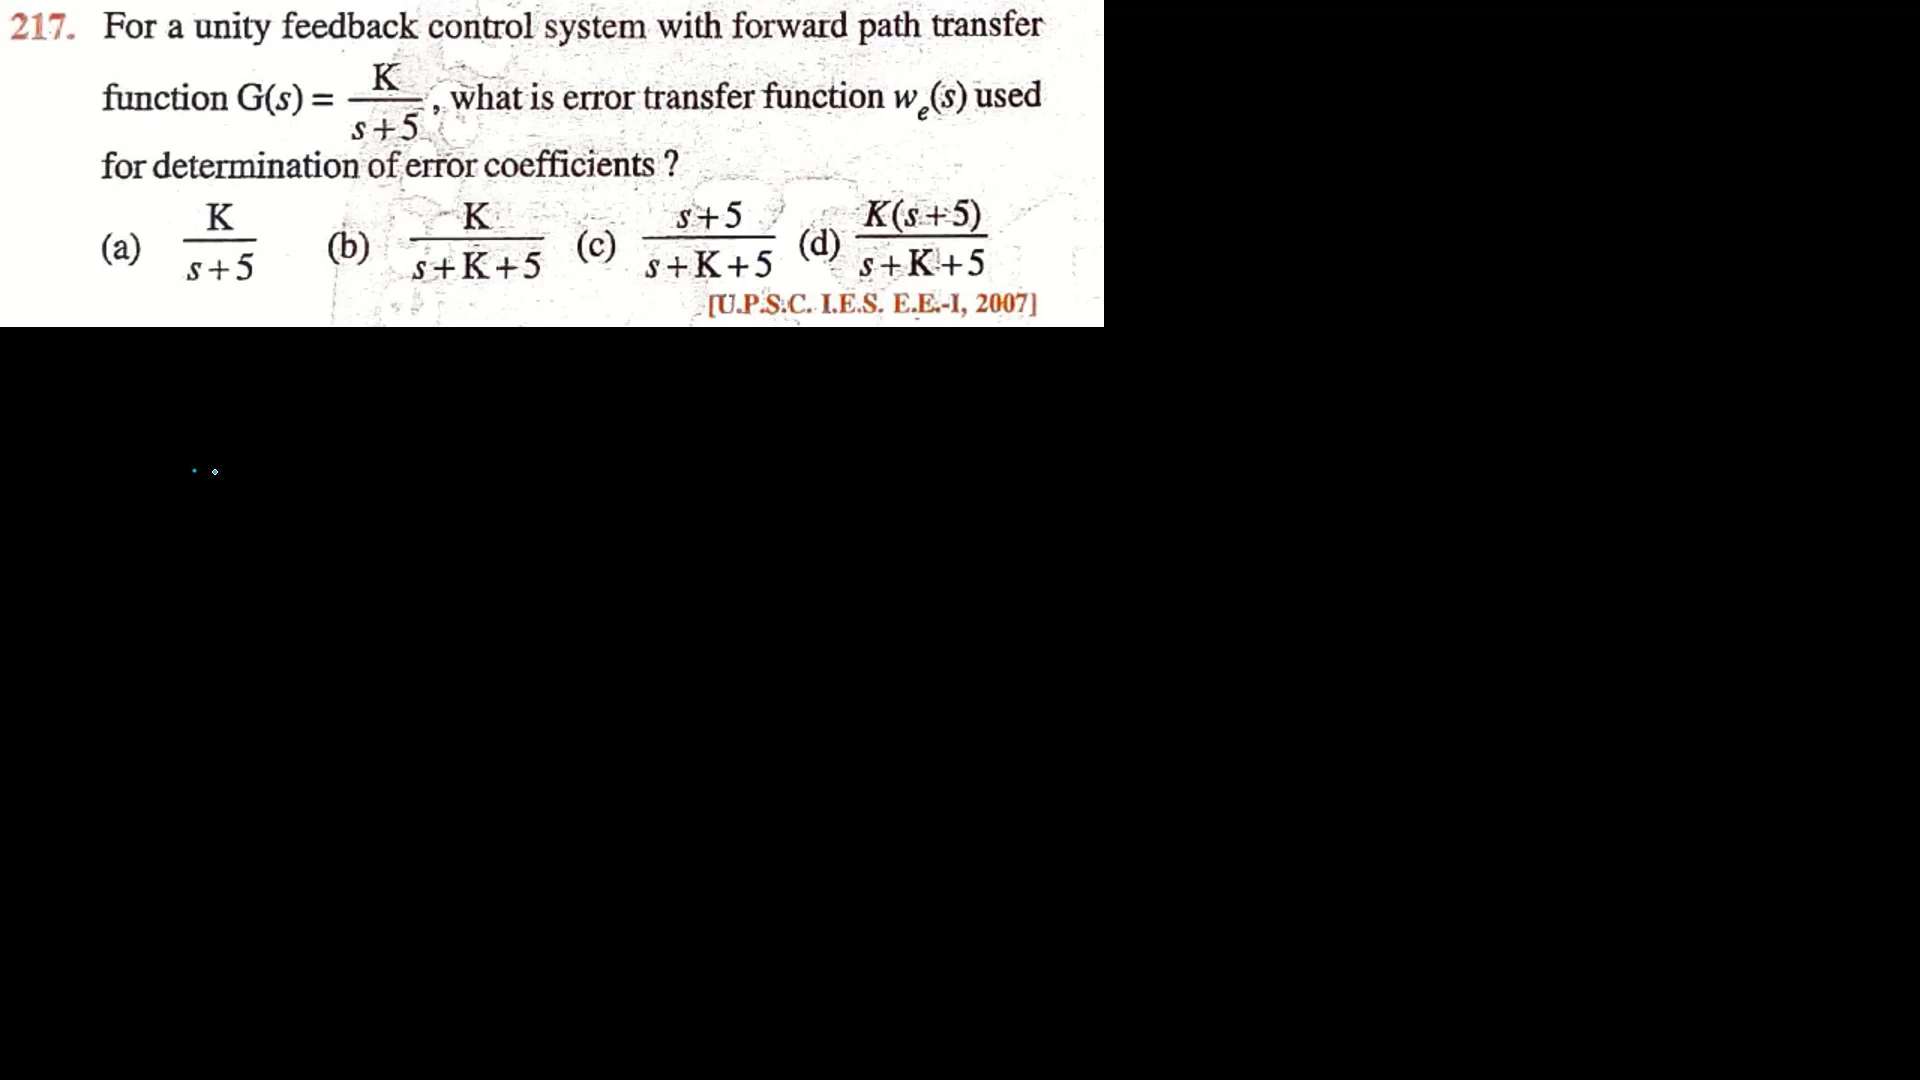 217. For a unity feedback control system with forward path transfer
function G(s) = K/(s+5), what is error transfer function wₑ(s) used
for determination of error coefficients ?
(a) K/(s+5) (b) K/(s+K+5) (c) (s+5)/(s+K+5) (d) K(s+5)/(s+K+5)
[U.P.S.C. I.E.S. E.E.-I, 2007]